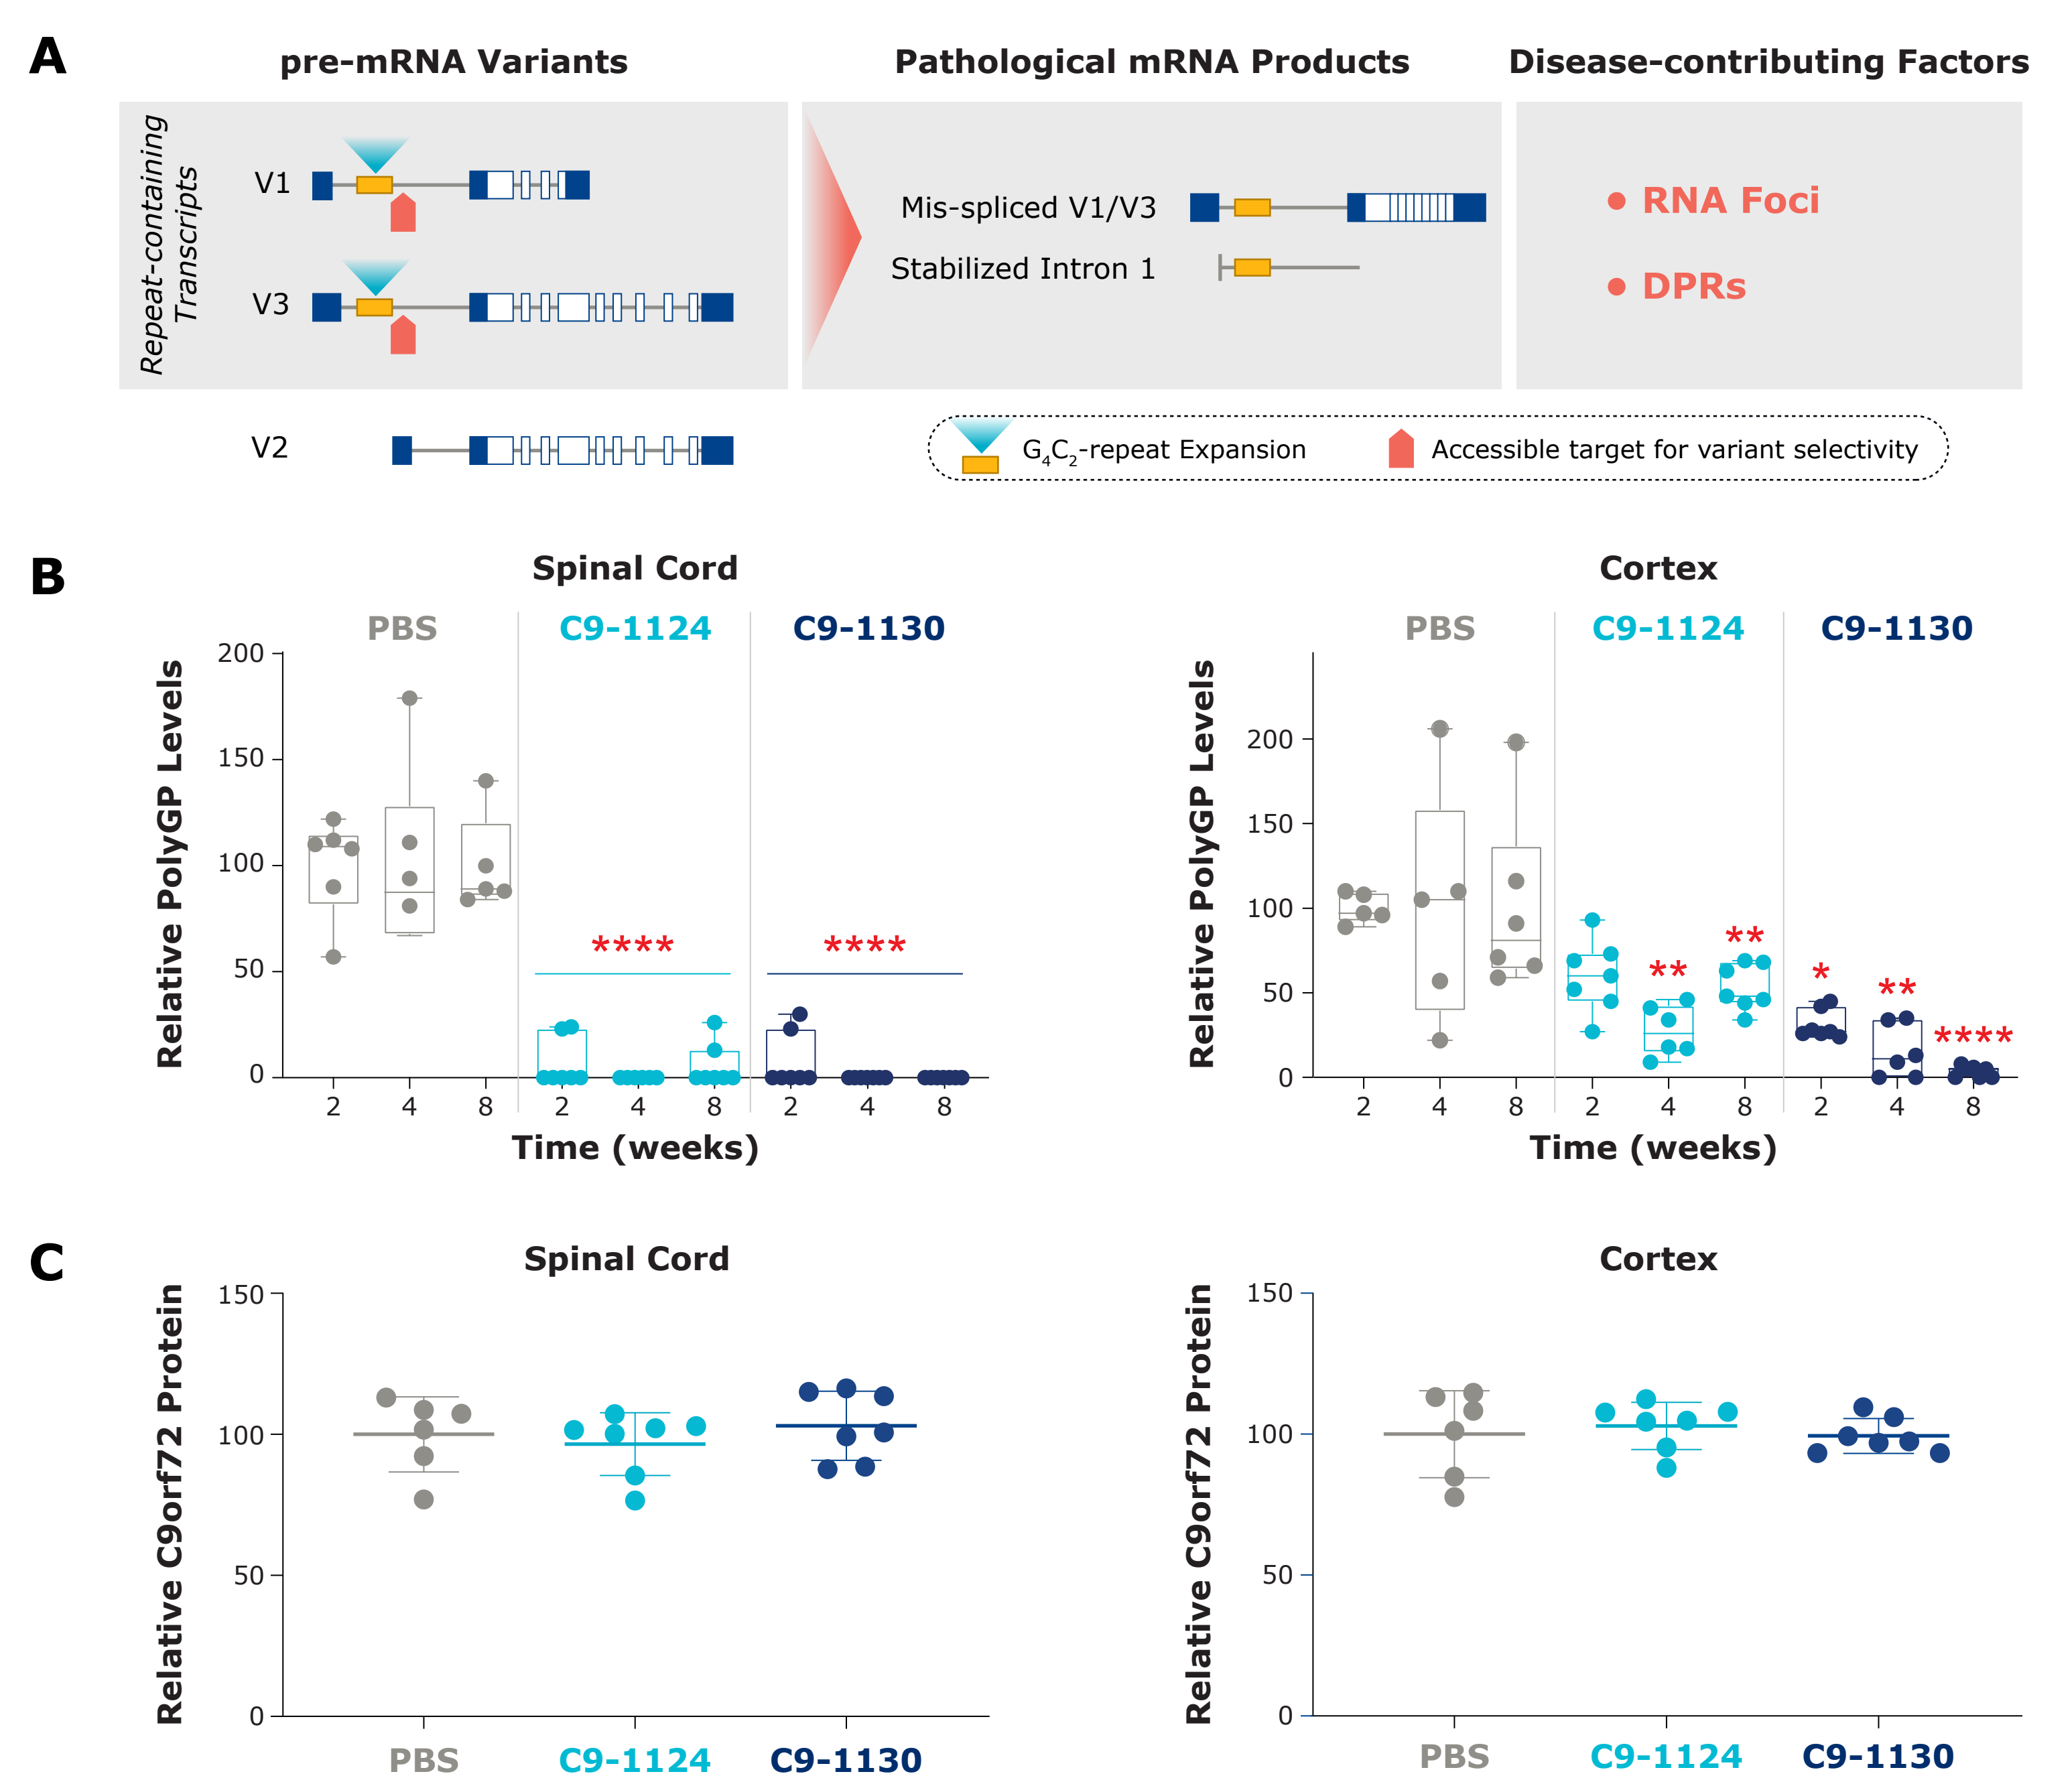 A
pre-mRNA Variants
Pathological mRNA Products
Disease-contributing Factors
Repeat-containing
Transcripts
V1
V3
V2
Mis-spliced V1/V3
Stabilized Intron 1
• RNA Foci
• DPRs
G₄C₂-repeat Expansion
Accessible target for variant selectivity
B
Spinal Cord
PBS
C9-1124
C9-1130
Relative PolyGP Levels
200
150
100
50
0
****
****
2 4 8 2 4 8 2 4 8
Time (weeks)
Cortex
PBS
C9-1124
C9-1130
Relative PolyGP Levels
200
150
100
50
0
**
**
*
**
****
2 4 8 2 4 8 2 4 8
Time (weeks)
C
Spinal Cord
Relative C9orf72 Protein
150
100
50
0
PBS
C9-1124
C9-1130
Cortex
Relative C9orf72 Protein
150
100
50
0
PBS
C9-1124
C9-1130